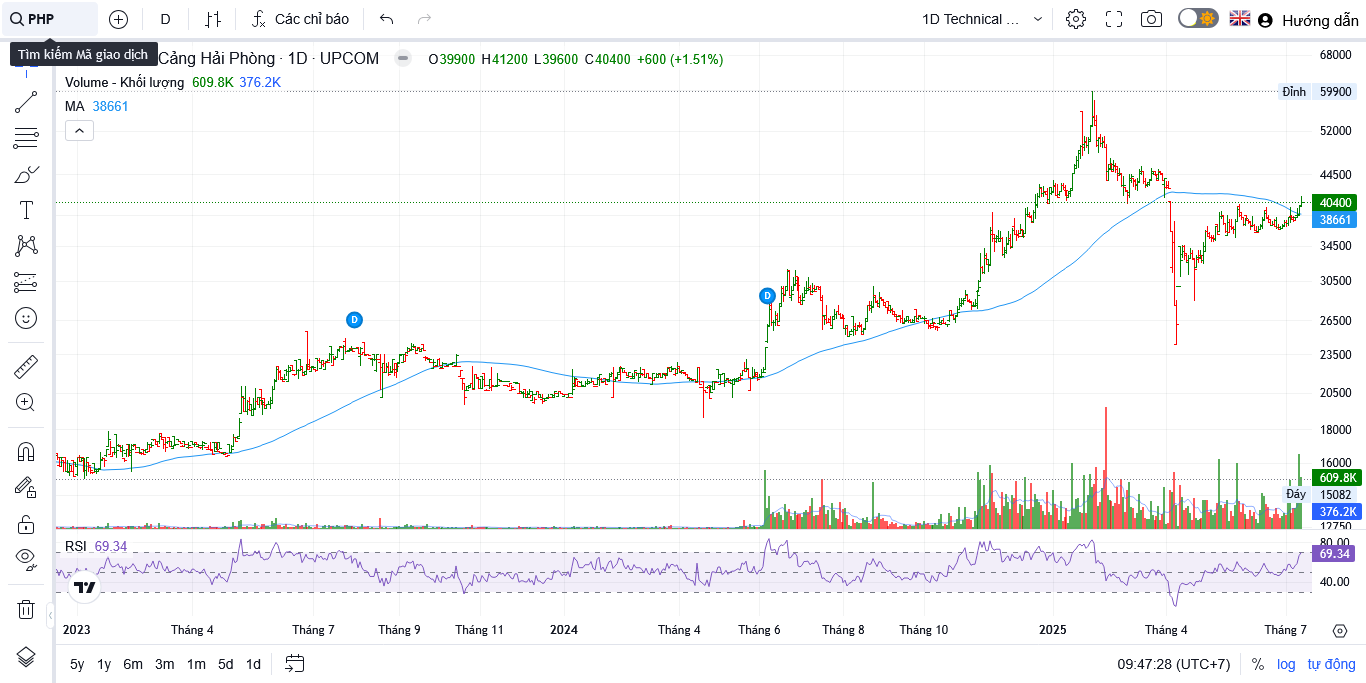 PHP D Các chỉ báo 1D Technical ... Hướng dẫn
Tìm kiếm Mã giao dịch
Cảng Hải Phòng · 1D · UPCOM O39900 H41200 L39600 C40400 +600 (+1.51%)
Volume - Khối lượng 609.8K 376.2K
MA 38661
68000
Đỉnh 59900
52000
44500
40400
38661
34500
30500
26500
23500
20500
18000
16000
609.8K
Đáy 15082
376.2K
12750
D
D
RSI 69.34
80.00
69.34
40.00
2023 Tháng 4 Tháng 7 Tháng 9 Tháng 11 2024 Tháng 4 Tháng 6 Tháng 8 Tháng 10 2025 Tháng 4 Tháng 7
5y 1y 6m 3m 1m 5d 1d 09:47:28 (UTC+7) % log tự động